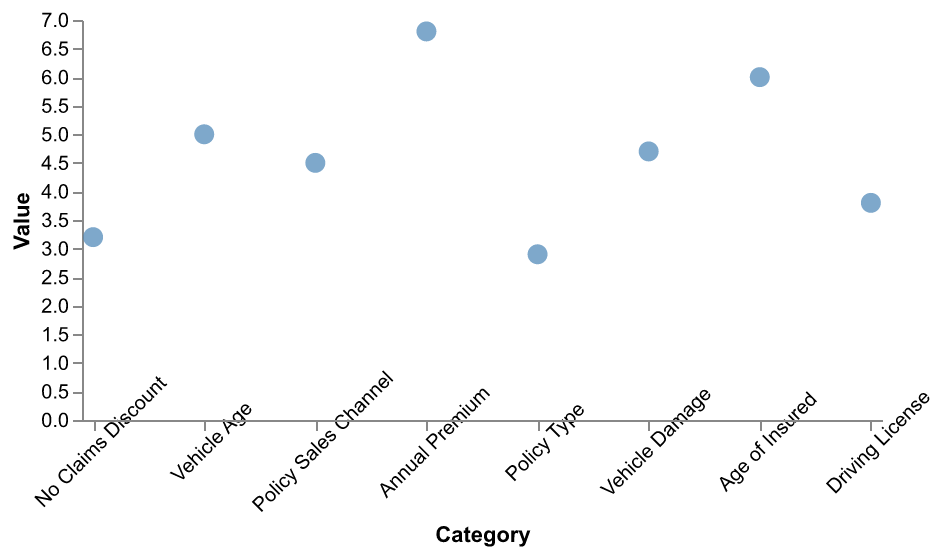 7.0
6.5
6.0
5.5
5.0
4.5
4.0
3.5
3.0
2.5
2.0
1.5
1.0
0.5
0.0
Value
No Claims Discount
Vehicle Age
Policy Sales Channel
Annual Premium
Policy Type
Vehicle Damage
Age of Insured
Driving License
Category